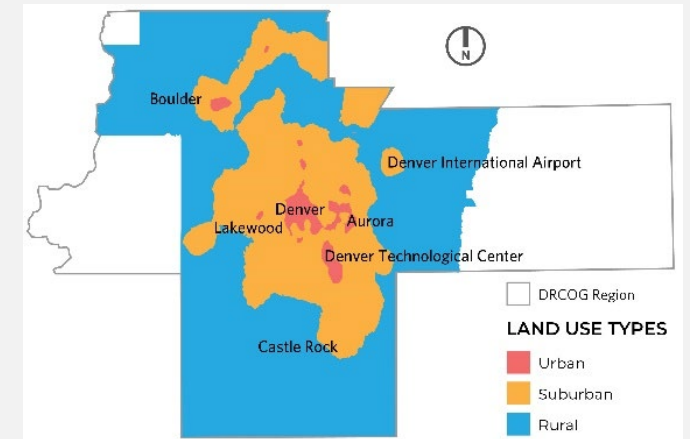 N
Boulder
Denver International Airport
Denver
Aurora
Lakewood
Denver Technological Center
Castle Rock
DRCOG Region
LAND USE TYPES
Urban
Suburban
Rural